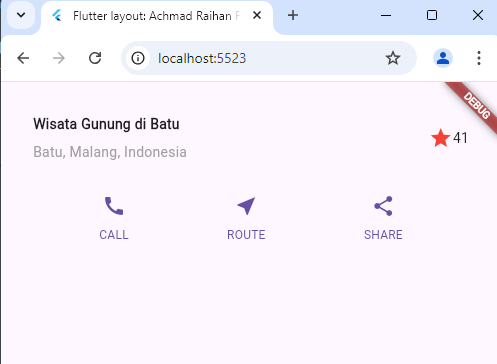 Flutter layout: Achmad Raihan F
localhost:5523
DEBUG
Wisata Gunung di Batu
Batu, Malang, Indonesia
41
CALL
ROUTE
SHARE